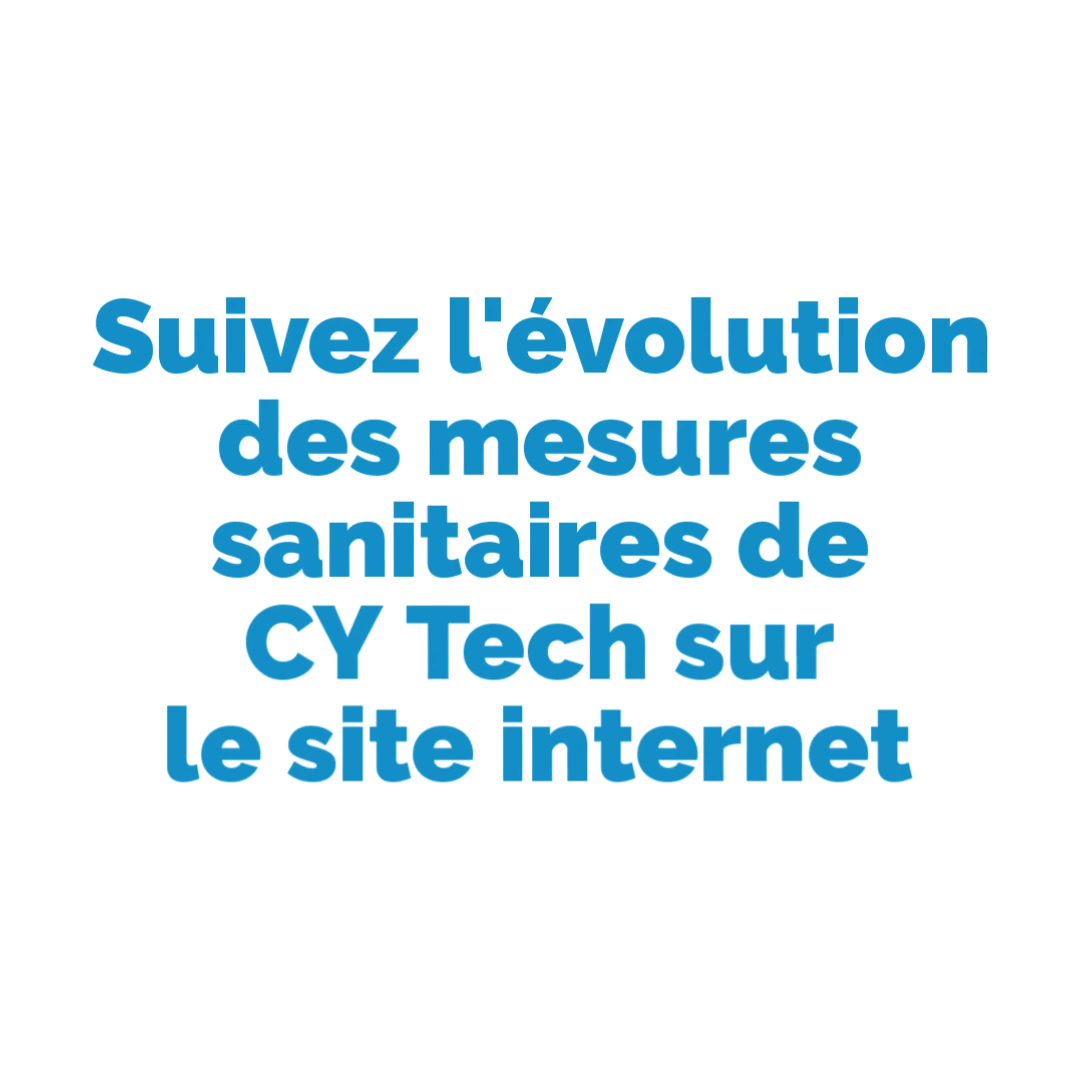 Suivez l'évolution
des mesures
sanitaires de
CY Tech sur
le site internet